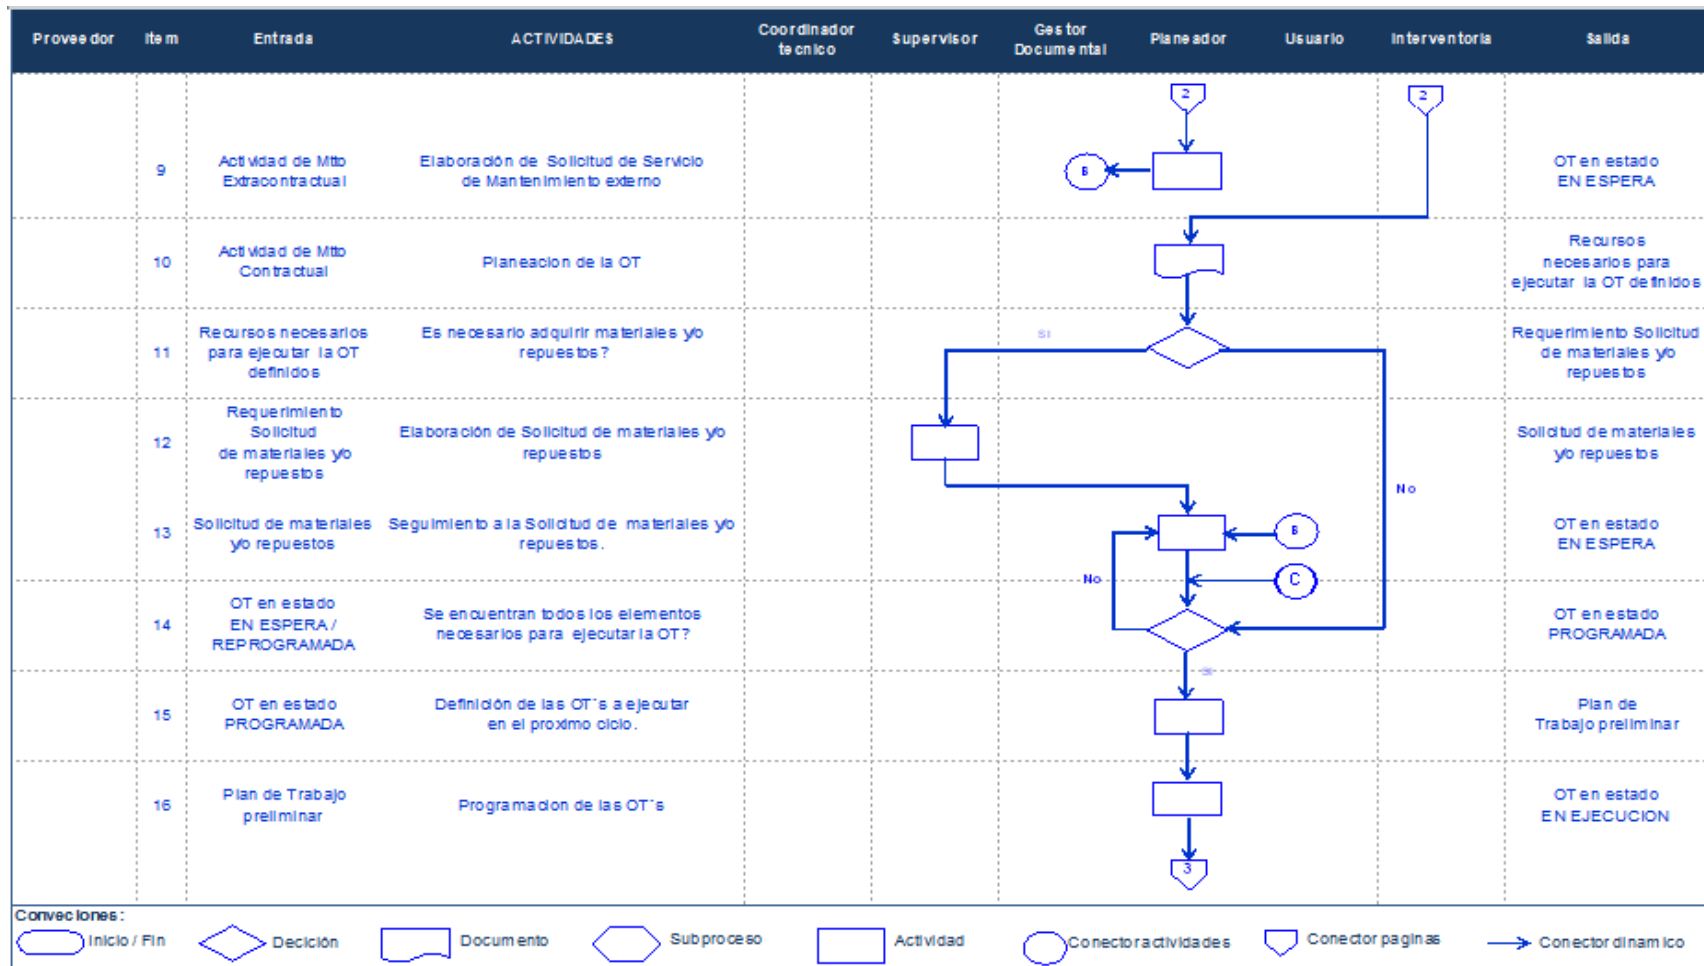 Proveedor Item Entrada ACTIVIDADES Coordinador tecnico Supervisor Gestor Documental Planeador Usuario Interventoria Salida
2 2
9
Actividad de Mtto
Extracontractual
Elaboración de Solicitud de Servicio
de Mantenimiento externo
B
OT en estado
EN ESPERA
10
Actividad de Mtto
Contractual
Planeacion de la OT
Recursos
necesarios para
ejecutar la OT definidos
11
Recursos necesarios
para ejecutar la OT
definidos
Es necesario adquirir materiales y/o
repuestos?
SI
Requerimiento Solicitud
de materiales y/o
repuestos
12
Requerimiento
Solicitud
de materiales y/o
repuestos
Elaboración de Solicitud de materiales y/o
repuestos
Solicitud de materiales
y/o repuestos
No
13
Solicitud de materiales
y/o repuestos
Seguimiento a la Solicitud de materiales y/o
repuestos.
B
OT en estado
EN ESPERA
No
C
14
OT en estado
EN ESPERA /
REPROGRAMADA
Se encuentran todos los elementos
necesarios para ejecutar la OT?
OT en estado
PROGRAMADA
SI
15
OT en estado
PROGRAMADA
Definición de las OT´s a ejecutar
en el proximo ciclo.
Plan de
Trabajo preliminar
16
Plan de Trabajo
preliminar
Programacion de las OT´s
OT en estado
EN EJECUCION
3
Conveciones:
Inicio / Fin Decición Documento Subproceso Actividad Conector actividades Conector paginas Conector dinamico